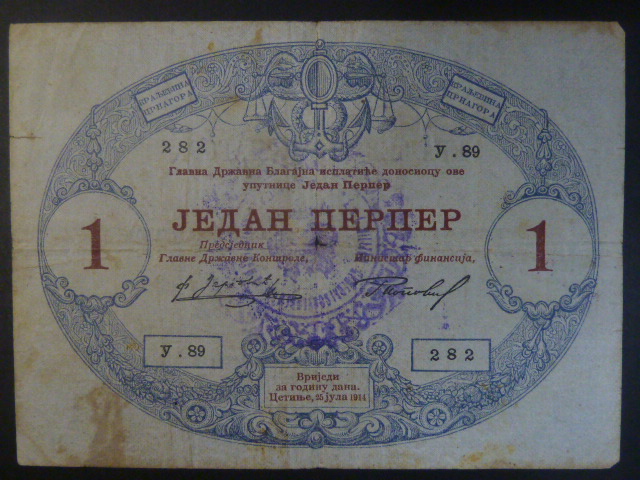 КРАЉЕВИНА
ЦРНАГОРА
КРАЉЕВИНА
ЦРНАГОРА
282
У.89
Главна Државна Благајна исплатиће доносиоцу ове
упутнице Један Перпер
ЈЕДАН ПЕРПЕР
1
1
Предсједник
Главне Државне Контроле,
Министар финансија,
У.89
282
Вриједи
за годину дана.
Цетиње, 25 јула 1914